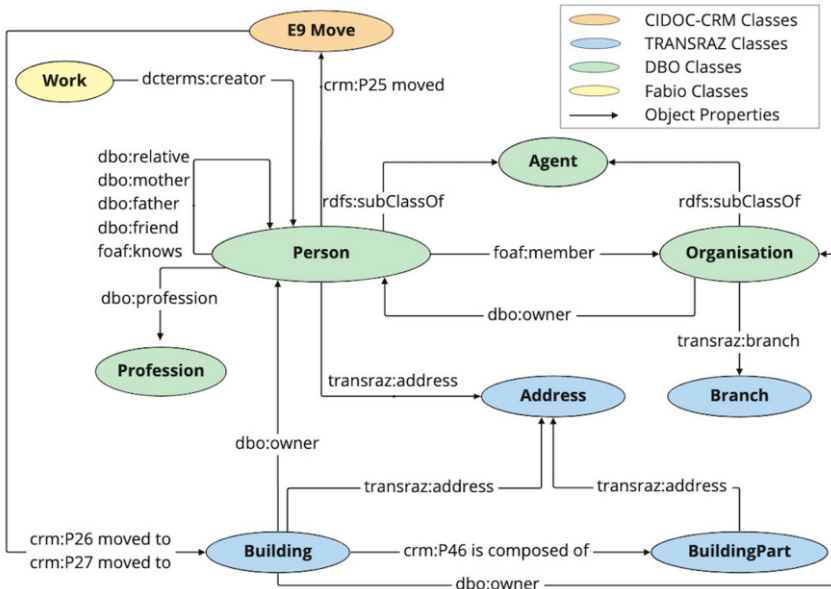 E9 Move
CIDOC-CRM Classes
TRANSRAZ Classes
DBO Classes
Fabio Classes
Object Properties
Work
dcterms:creator
crm:P25 moved
dbo:relative
dbo:mother
dbo:father
dbo:friend
foaf:knows
Agent
rdfs:subClassOf
rdfs:subClassOf
Person
foaf:member
Organisation
dbo:profession
dbo:owner
transraz:branch
Profession
transraz:address
Address
Branch
dbo:owner
transraz:address
transraz:address
crm:P26 moved to
crm:P27 moved to
Building
crm:P46 is composed of
BuildingPart
dbo:owner